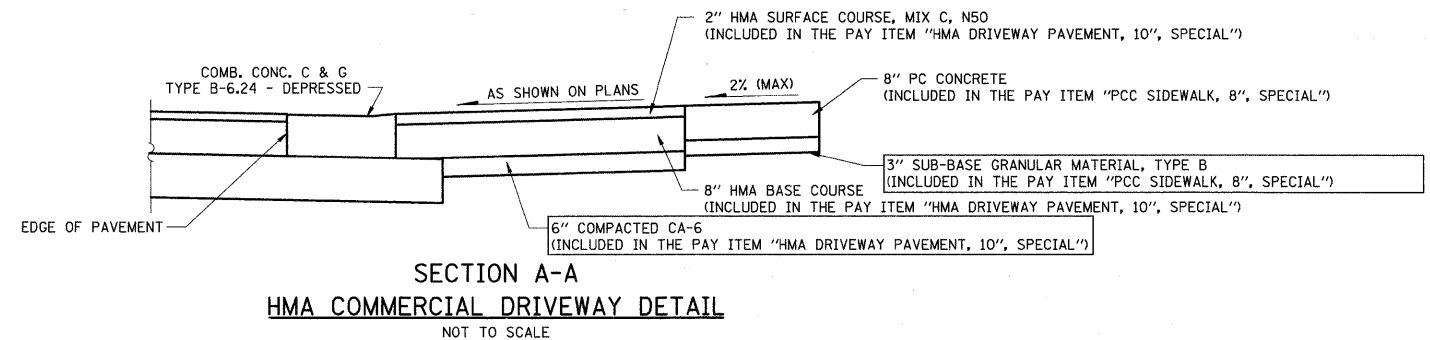 2" HMA SURFACE COURSE, MIX C, N50
(INCLUDED IN THE PAY ITEM "HMA DRIVEWAY PAVEMENT, 10", SPECIAL")
COMB. CONC. C & G
TYPE B-6.24 - DEPRESSED
AS SHOWN ON PLANS
2% (MAX)
8" PC CONCRETE
(INCLUDED IN THE PAY ITEM "PCC SIDEWALK, 8", SPECIAL")
3" SUB-BASE GRANULAR MATERIAL, TYPE B
(INCLUDED IN THE PAY ITEM "PCC SIDEWALK, 8", SPECIAL")
8" HMA BASE COURSE
(INCLUDED IN THE PAY ITEM "HMA DRIVEWAY PAVEMENT, 10", SPECIAL")
EDGE OF PAVEMENT
6" COMPACTED CA-6
(INCLUDED IN THE PAY ITEM "HMA DRIVEWAY PAVEMENT, 10", SPECIAL")
SECTION A-A
HMA COMMERCIAL DRIVEWAY DETAIL
NOT TO SCALE